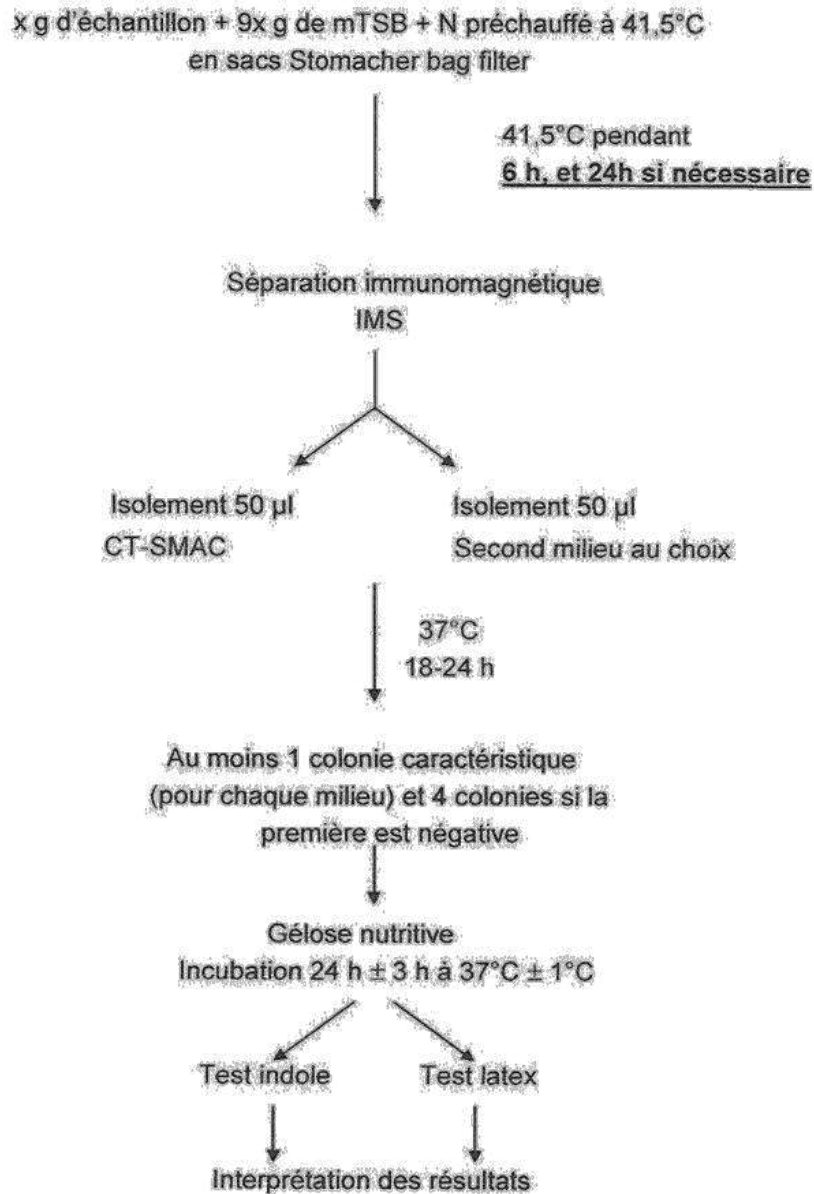 x g d'échantillon + 9x g de mTSB + N préchauffé à 41,5°C
en sacs Stomacher bag filter
41,5°C pendant
6 h, et 24h si nécessaire
Séparation immunomagnétique
IMS
Isolement 50 µl
CT-SMAC
Isolement 50 µl
Second milieu au choix
37°C
18-24 h
Au moins 1 colonie caractéristique
(pour chaque milieu) et 4 colonies si la
première est négative
Gélose nutritive
Incubation 24 h ± 3 h à 37°C ± 1°C
Test indole
Test latex
Interprétation des résultats